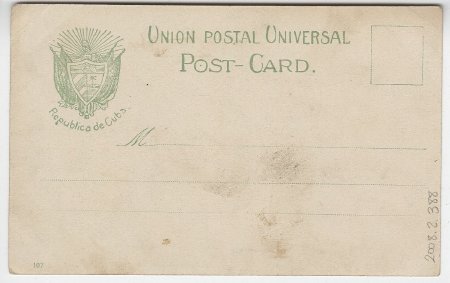 UNION POSTAL UNIVERSAL
POST-CARD.
Republica de Cuba.
M
107
2008.2.388